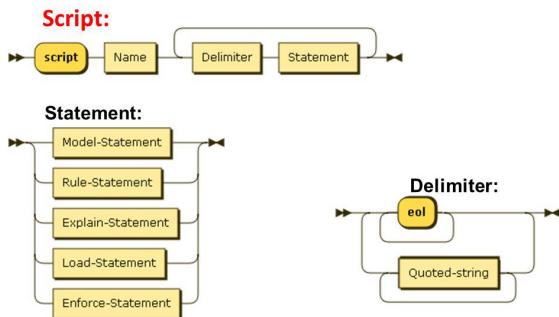 Script:
script Name Delimiter Statement
Statement:
Model-Statement
Rule-Statement
Explain-Statement
Load-Statement
Enforce-Statement
Delimiter:
eol
Quoted-string